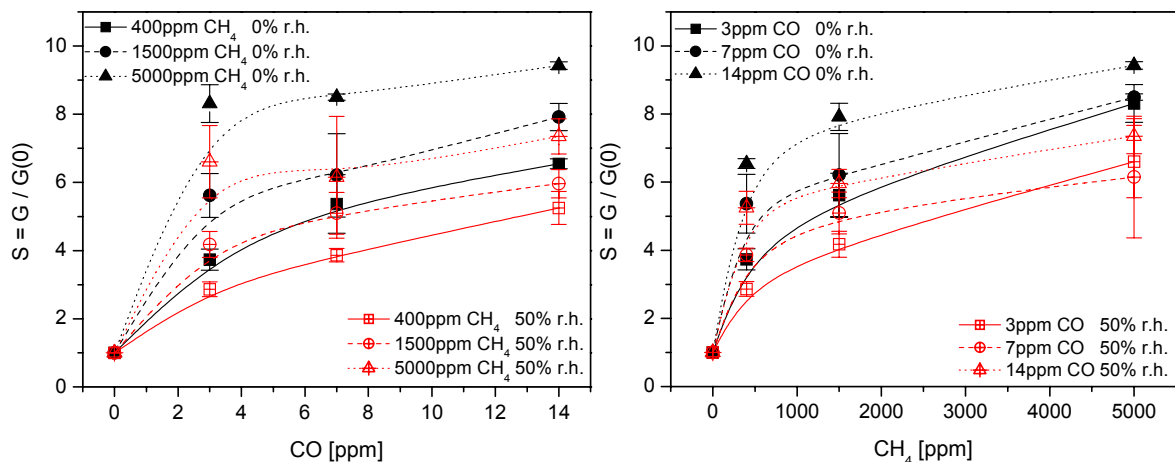 400ppm CH₄ 0% r.h.
1500ppm CH₄ 0% r.h.
5000ppm CH₄ 0% r.h.
10
8
6
4
2
0
S = G / G(0)
400ppm CH₄ 50% r.h.
1500ppm CH₄ 50% r.h.
5000ppm CH₄ 50% r.h.
0 2 4 6 8 10 12 14
CO [ppm]
3ppm CO 0% r.h.
7ppm CO 0% r.h.
14ppm CO 0% r.h.
10
8
6
4
2
0
S = G / G(0)
3ppm CO 50% r.h.
7ppm CO 50% r.h.
14ppm CO 50% r.h.
0 1000 2000 3000 4000 5000
CH₄ [ppm]